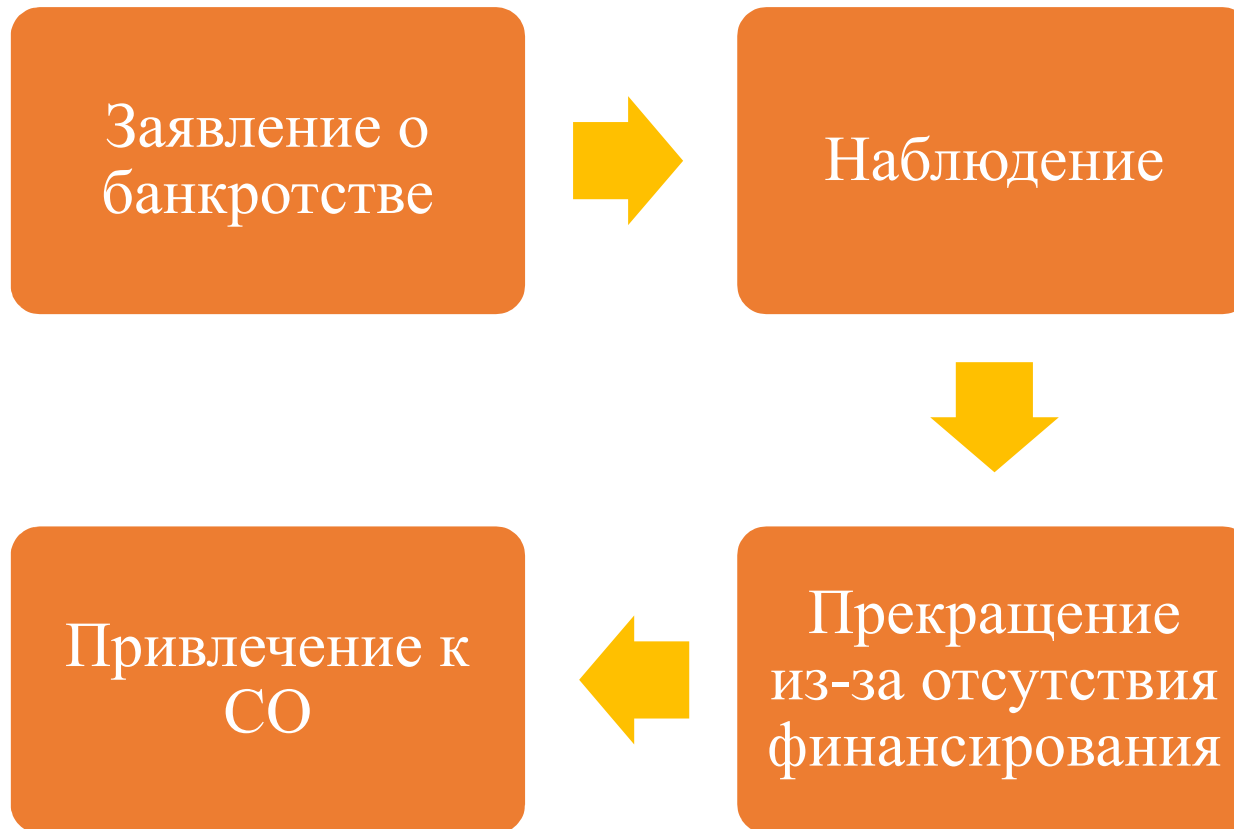 Заявление о
банкротстве
Наблюдение
Прекращение
из-за отсутствия
финансирования
Привлечение к
СО